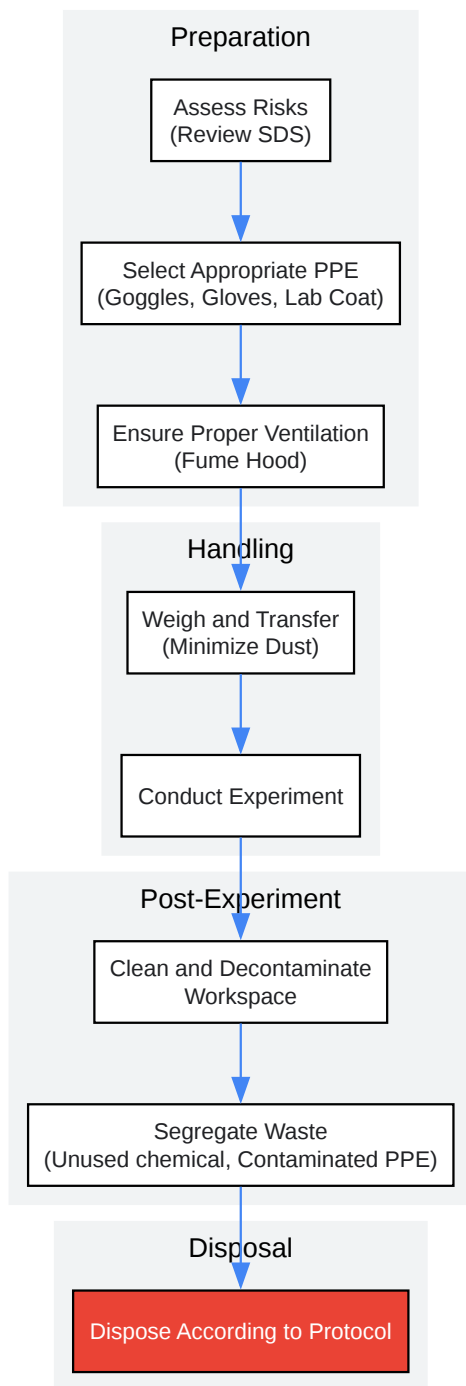 Preparation
Assess Risks
(Review SDS)
Select Appropriate PPE
(Goggles, Gloves, Lab Coat)
Ensure Proper Ventilation
(Fume Hood)
Handling
Weigh and Transfer
(Minimize Dust)
Conduct Experiment
Post-Experiment
Clean and Decontaminate
Workspace
Segregate Waste
(Unused chemical, Contaminated PPE)
Disposal
Dispose According to Protocol